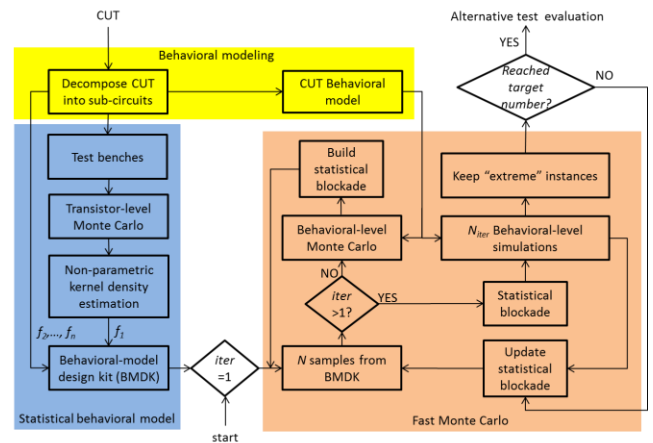 CUT
Alternative test evaluation
YES
Behavioral modeling
Reached
target
number?
NO
Decompose CUT
into sub-circuits
CUT Behavioral
model
Test benches
Build
statistical
blockade
Keep “extreme” instances
Transistor-level
Monte Carlo
Behavioral-level
Monte Carlo
Niter Behavioral-level
simulations
Non-parametric
kernel density
estimation
NO
iter
>1?
YES
Statistical
blockade
f2,..., fn
f1
Behavioral-model
design kit (BMDK)
iter
=1
N samples from
BMDK
Update
statistical
blockade
Statistical behavioral model
start
Fast Monte Carlo